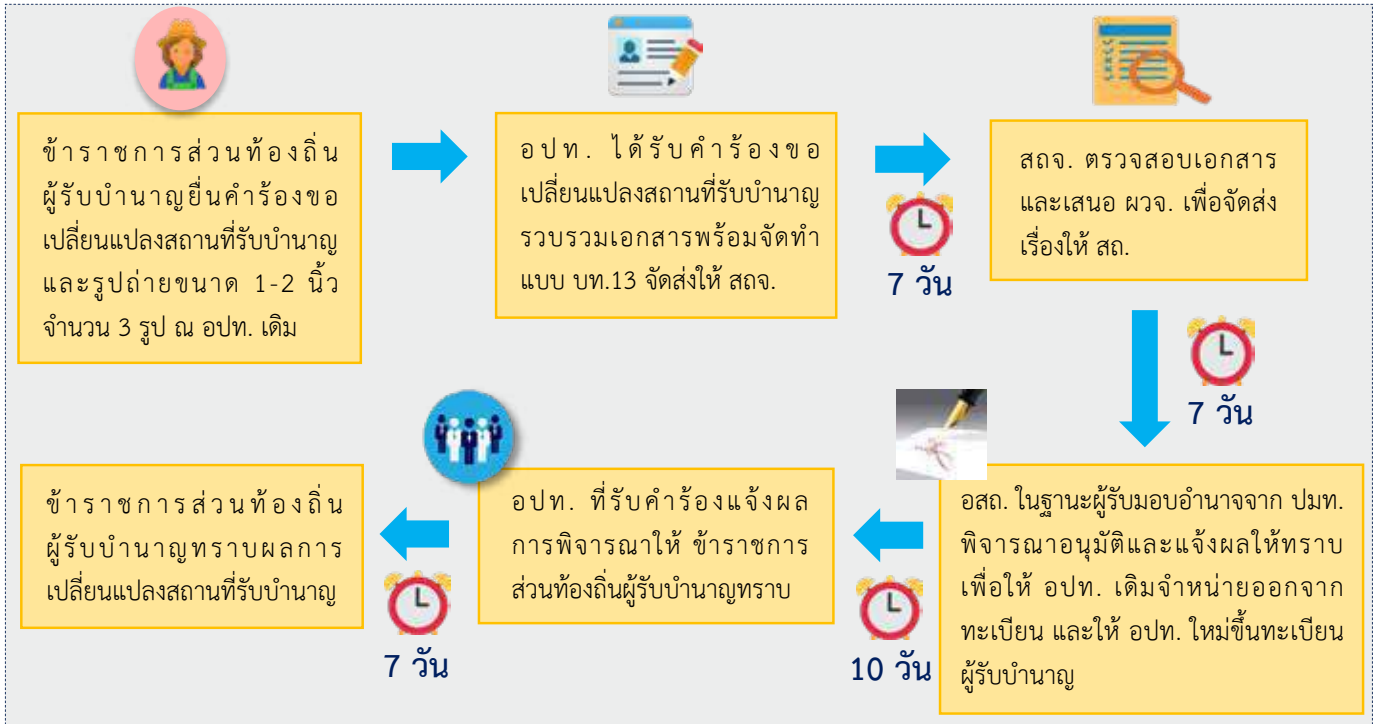 ข้าราชการส่วนท้องถิ่น
ผู้รับบำนาญยื่นคำร้องขอ
เปลี่ยนแปลงสถานที่รับบำนาญ
และรูปถ่ายขนาด 1-2 นิ้ว
จำนวน 3 รูป ณ อปท. เดิม
อปท. ได้รับคำร้องขอ
เปลี่ยนแปลงสถานที่รับบำนาญ
รวบรวมเอกสารพร้อมจัดทำ
แบบ บท.13 จัดส่งให้ สถจ.
7 วัน
สถจ. ตรวจสอบเอกสาร
และเสนอ ผวจ. เพื่อจัดส่ง
เรื่องให้ สถ.
7 วัน
อสถ. ในฐานะผู้รับมอบอำนาจจาก ปมท.
พิจารณาอนุมัติและแจ้งผลให้ทราบ
เพื่อให้ อปท. เดิมจำหน่ายออกจาก
ทะเบียน และให้ อปท. ใหม่ขึ้นทะเบียน
ผู้รับบำนาญ
10 วัน
อปท. ที่รับคำร้องแจ้งผล
การพิจารณาให้ ข้าราชการ
ส่วนท้องถิ่นผู้รับบำนาญทราบ
7 วัน
ข้าราชการส่วนท้องถิ่น
ผู้รับบำนาญทราบผลการ
เปลี่ยนแปลงสถานที่รับบำนาญ